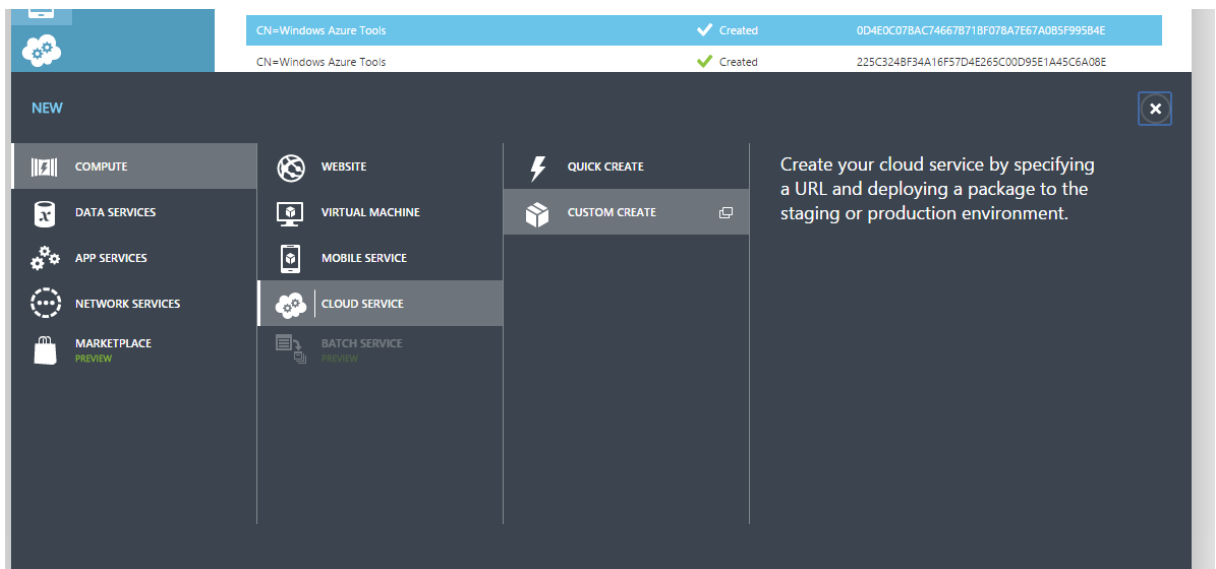 CN=Windows Azure Tools Created 0D4E0C07BAC74667B71BF078A7E67A0B5F995B4E
CN=Windows Azure Tools Created 225C324BF34A16F57D4E265C00D95E1A45C6A08E
NEW
COMPUTE
DATA SERVICES
APP SERVICES
NETWORK SERVICES
MARKETPLACE
PREVIEW
WEBSITE
VIRTUAL MACHINE
MOBILE SERVICE
CLOUD SERVICE
BATCH SERVICE
PREVIEW
QUICK CREATE
CUSTOM CREATE
Create your cloud service by specifying
a URL and deploying a package to the
staging or production environment.